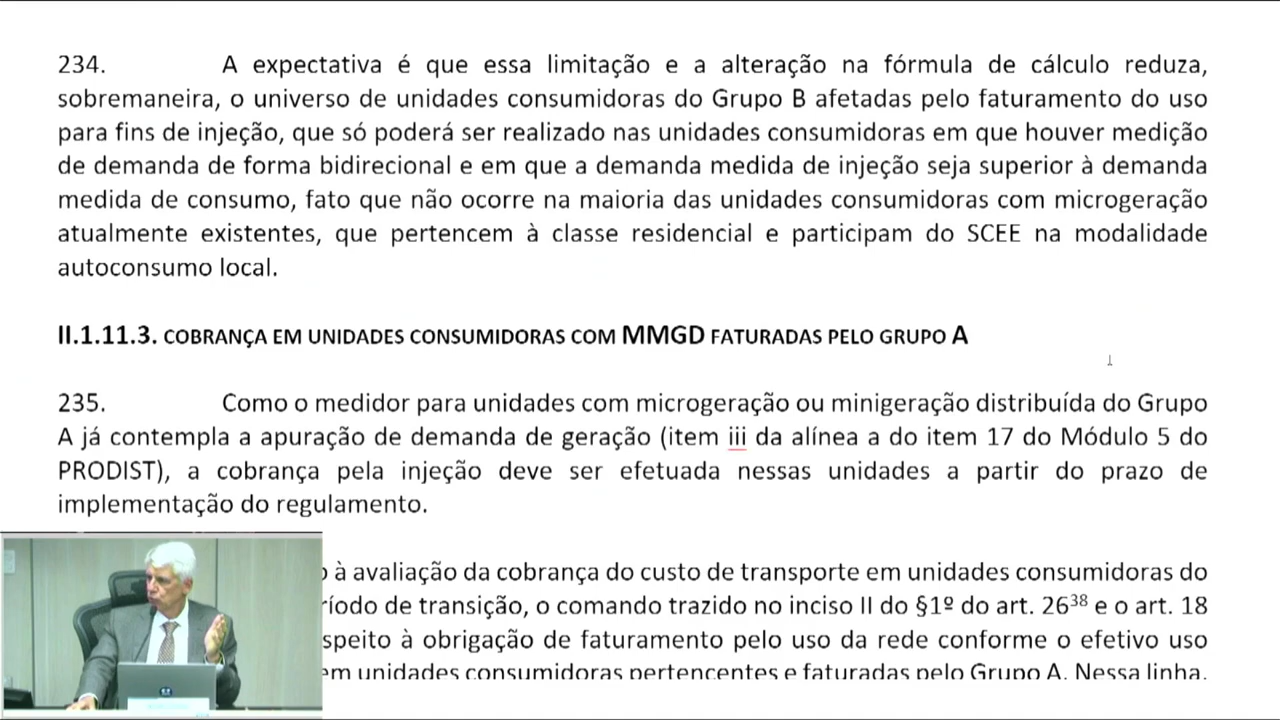 234. A expectativa é que essa limitação e a alteração na fórmula de cálculo reduza,
sobremaneira, o universo de unidades consumidoras do Grupo B afetadas pelo faturamento do uso
para fins de injeção, que só poderá ser realizado nas unidades consumidoras em que houver medição
de demanda de forma bidirecional e em que a demanda medida de injeção seja superior à demanda
medida de consumo, fato que não ocorre na maioria das unidades consumidoras com microgeração
atualmente existentes, que pertencem à classe residencial e participam do SCEE na modalidade
autoconsumo local.
II.1.11.3. COBRANÇA EM UNIDADES CONSUMIDORAS COM MMGD FATURADAS PELO GRUPO A
235. Como o medidor para unidades com microgeração ou minigeração distribuída do Grupo
A já contempla a apuração de demanda de geração (item iii da alínea a do item 17 do Módulo 5 do
PRODIST), a cobrança pela injeção deve ser efetuada nessas unidades a partir do prazo de
implementação do regulamento.
à avaliação da cobrança do custo de transporte em unidades consumidoras do
ríodo de transição, o comando trazido no inciso II do §1º do art. 26³⁸ e o art. 18
speito à obrigação de faturamento pelo uso da rede conforme o efetivo uso
em unidades consumidoras pertencentes e faturadas pelo Grupo A. Nessa linha,